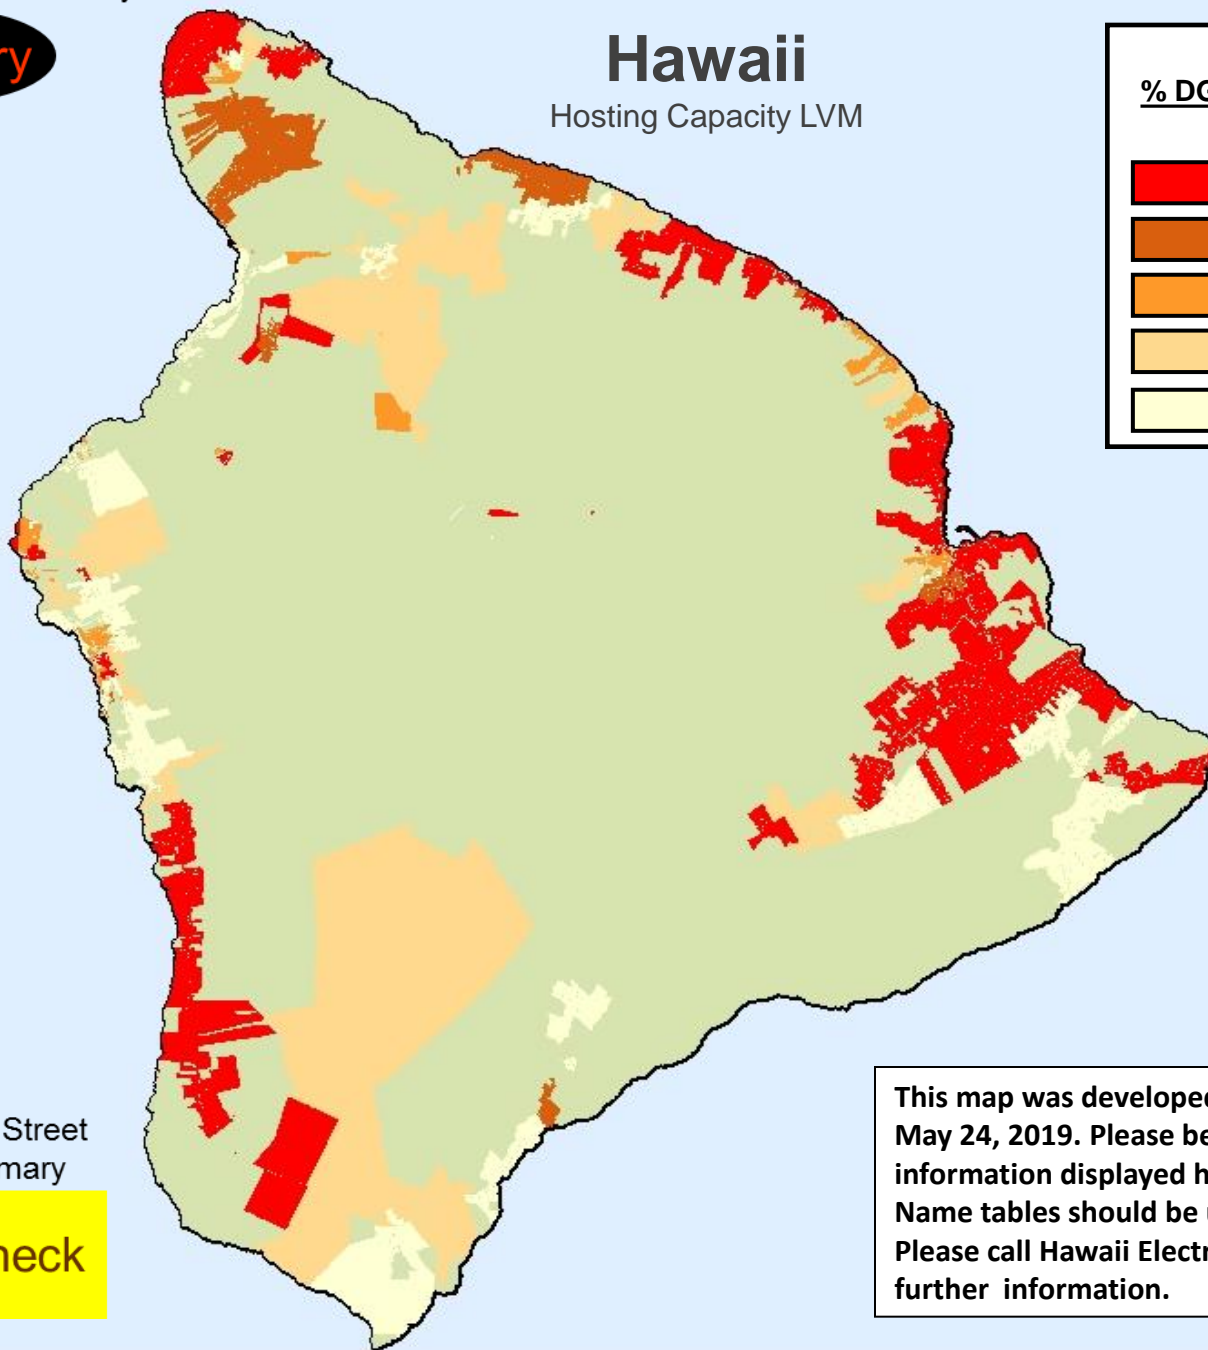 ry
Hawaii
Hosting Capacity LVM
% DG
Street
mary
heck
This map was developed
May 24, 2019. Please be
information displayed h
Name tables should be u
Please call Hawaii Electr
further information.